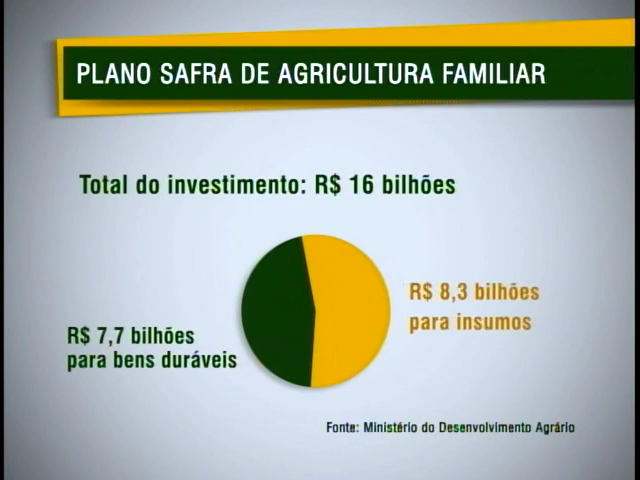 PLANO SAFRA DE AGRICULTURA FAMILIAR
Total do investimento: R$ 16 bilhões
R$ 8,3 bilhões
para insumos
R$ 7,7 bilhões
para bens duráveis
Fonte: Ministério do Desenvolvimento Agrário